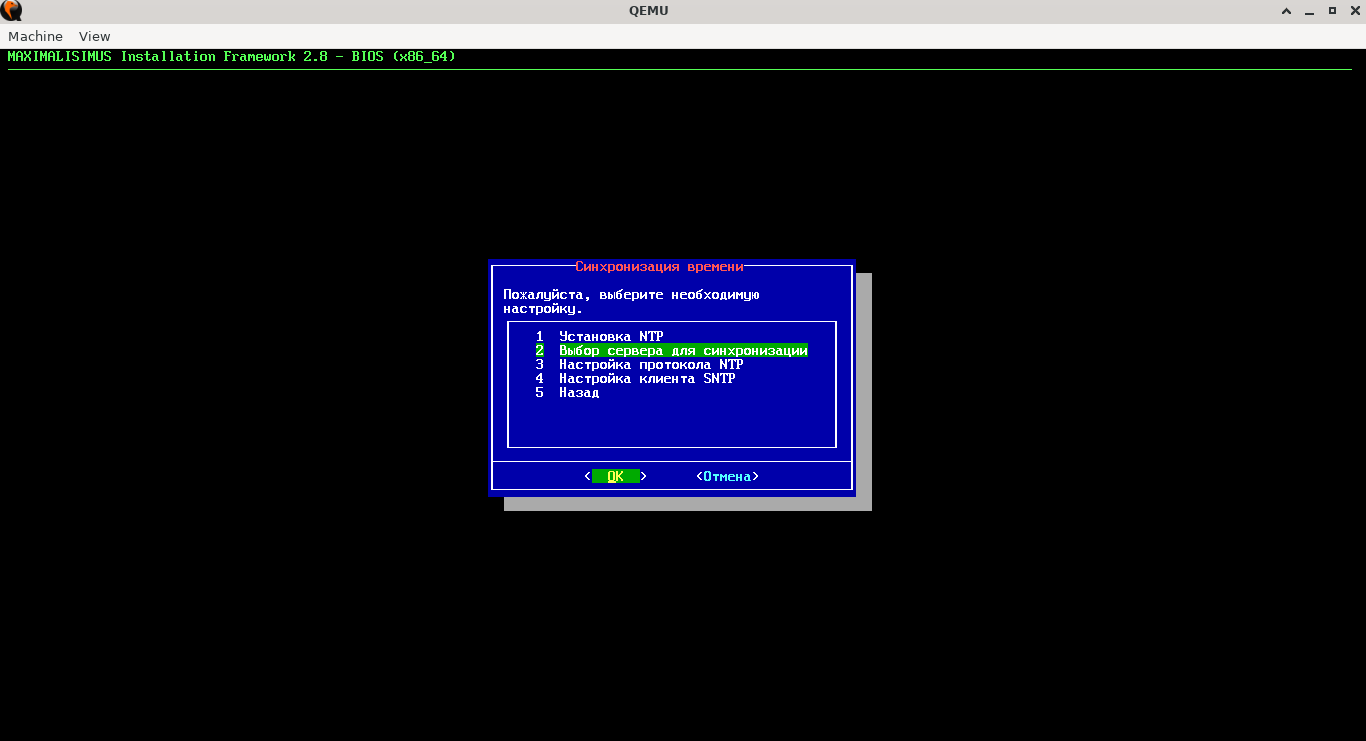 QEMU
Machine View
MAXIMALISIMUS Installation Framework 2.8 - BIOS (x86_64)
Синхронизация времени
Пожалуйста, выберите необходимую
настройку.
1 Установка NTP
2 Выбор сервера для синхронизации
3 Настройка протокола NTP
4 Настройка клиента SNTP
5 Назад
< OK > <Отмена>